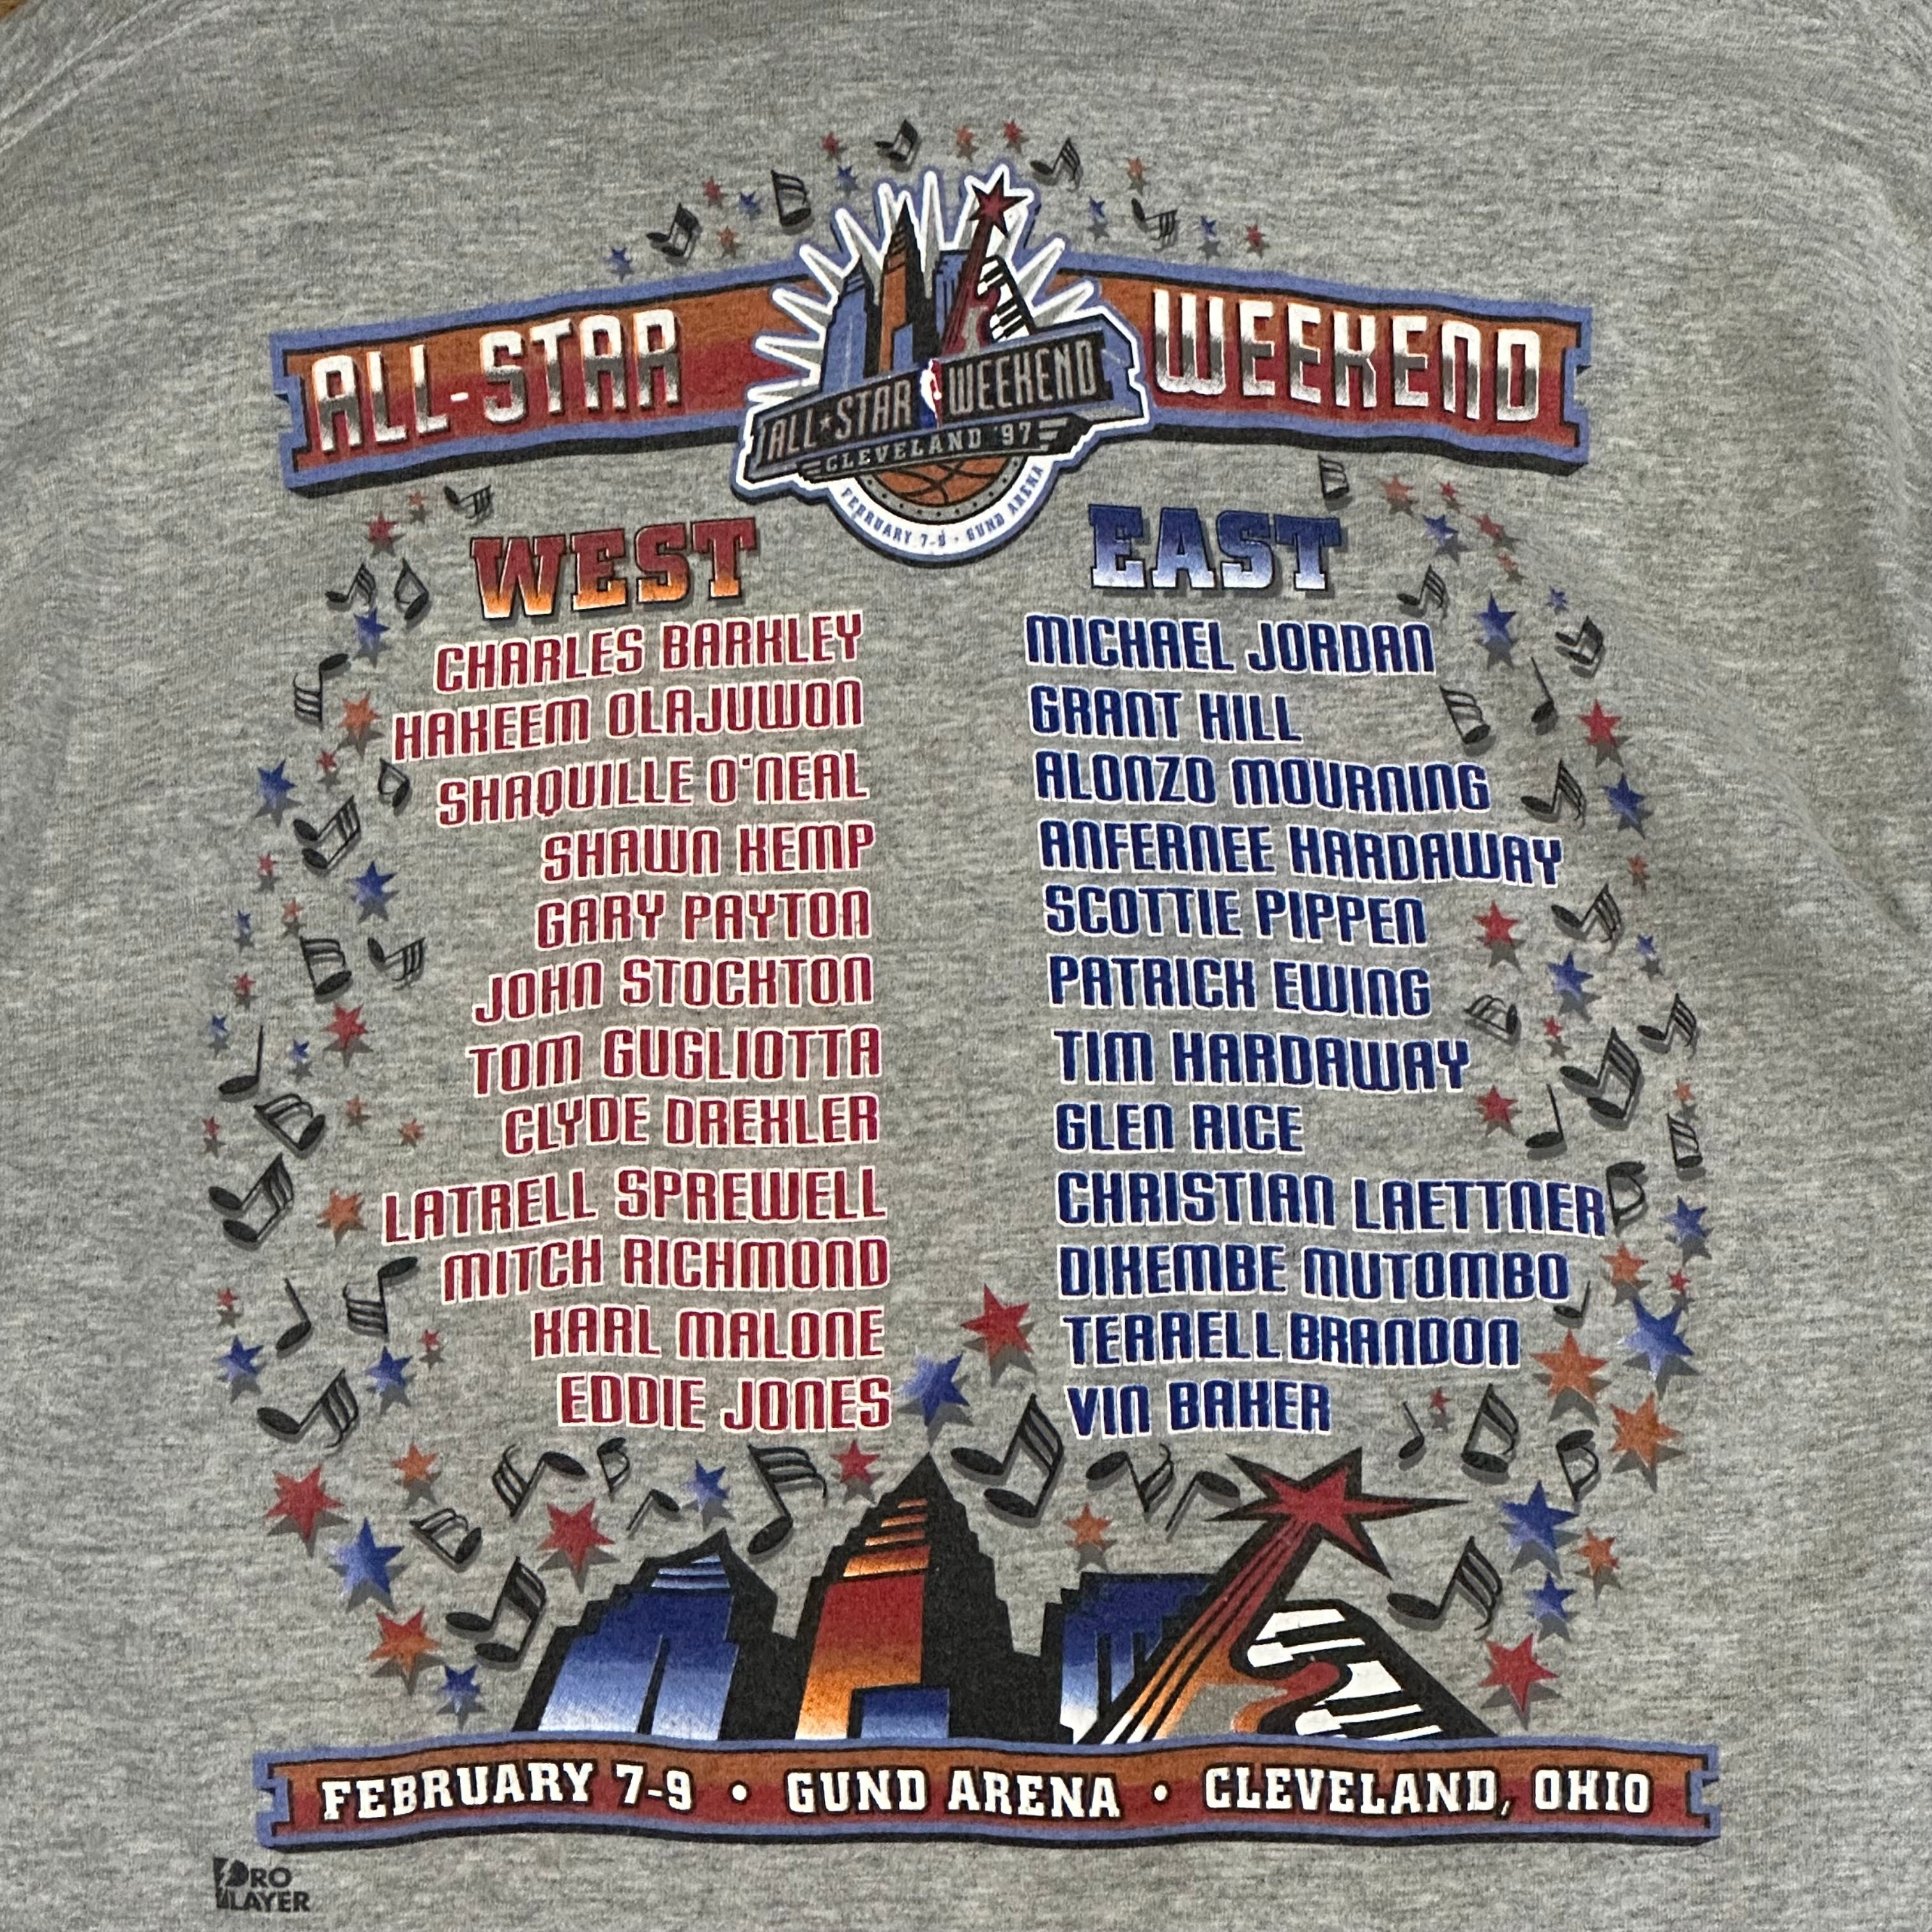 ALL-STAR WEEKEND
ALL★STAR WEEKEND
CLEVELAND '97
FEBRUARY 7-9 • GUND ARENA
WEST
CHARLES BARKLEY
HAKEEM OLAJUWON
SHAQUILLE O'NEAL
SHAWN KEMP
GARY PAYTON
JOHN STOCKTON
TOM GUGLIOTTA
CLYDE DREXLER
LATRELL SPREWELL
MITCH RICHMOND
KARL MALONE
EDDIE JONES
EAST
MICHAEL JORDAN
GRANT HILL
ALONZO MOURNING
ANFERNEE HARDAWAY
SCOTTIE PIPPEN
PATRICK EWING
TIM HARDAWAY
GLEN RICE
CHRISTIAN LAETTNER
DIKEMBE MUTOMBO
TERRELL BRANDON
VIN BAKER
FEBRUARY 7-9 • GUND ARENA • CLEVELAND, OHIO
PRO
PLAYER